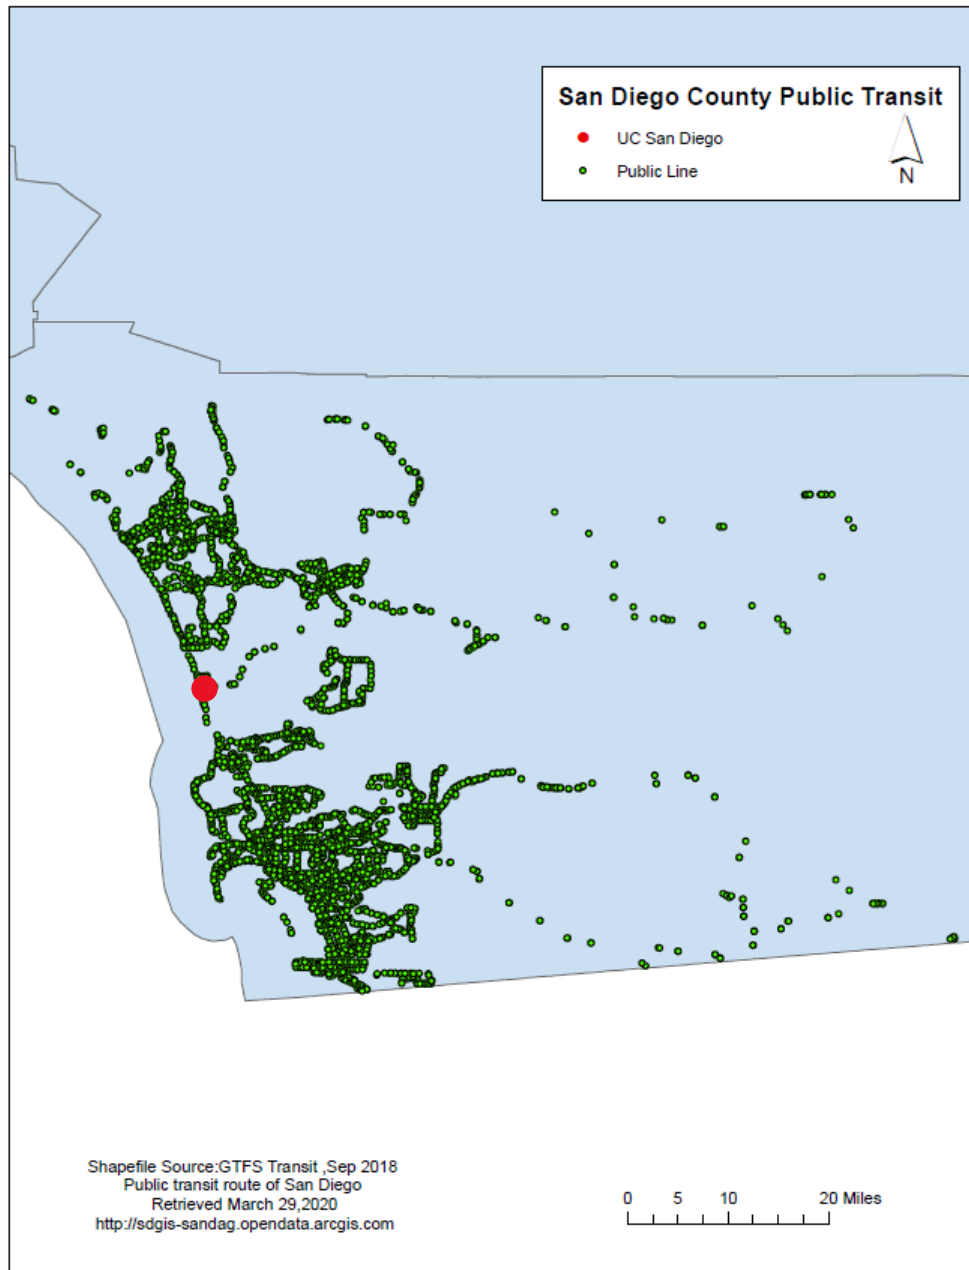 San Diego County Public Transit
UC San Diego
Public Line
N
Shapefile Source:GTFS Transit ,Sep 2018
Public transit route of San Diego
Retrieved March 29,2020
http://sdgis-sandag.opendata.arcgis.com
0 5 10 20 Miles